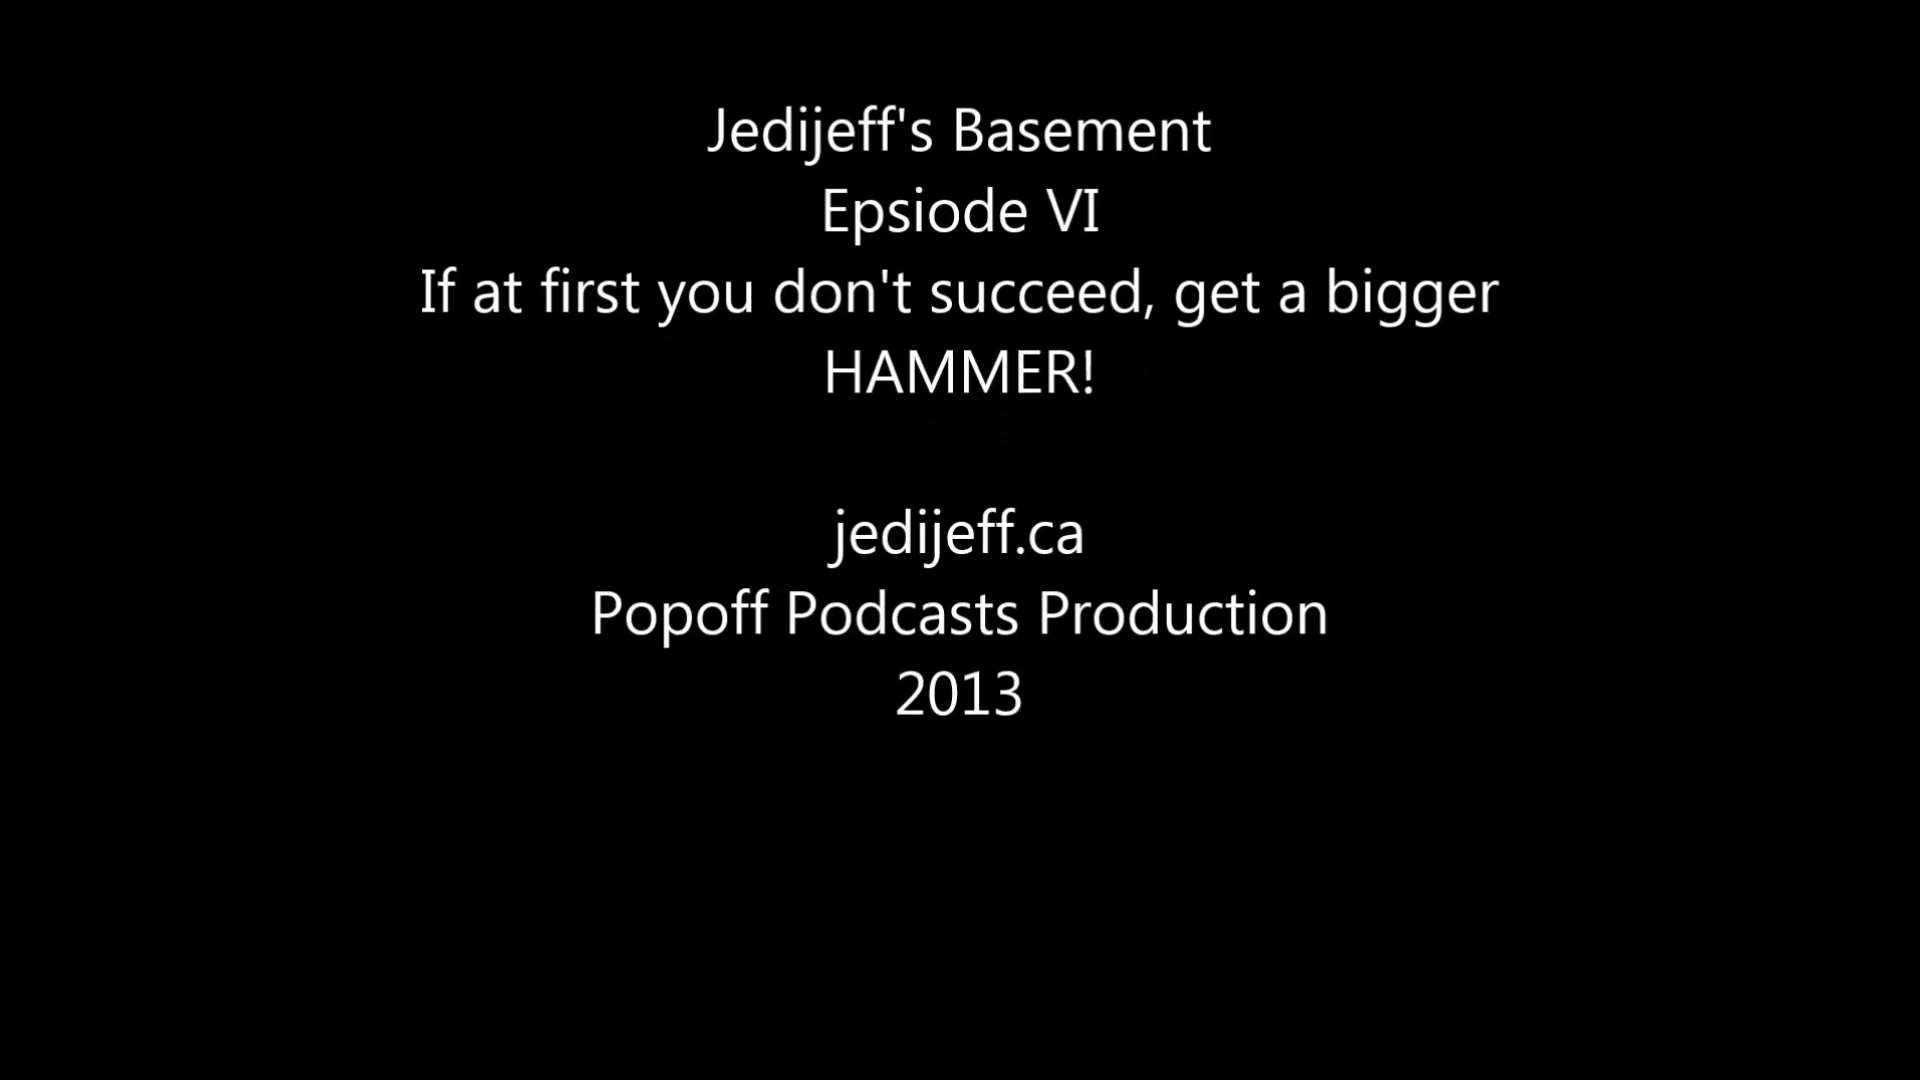 Jedijeff's Basement
Epsiode VI
If at first you don't succeed, get a bigger
HAMMER!
jedijeff.ca
Popoff Podcasts Production
2013